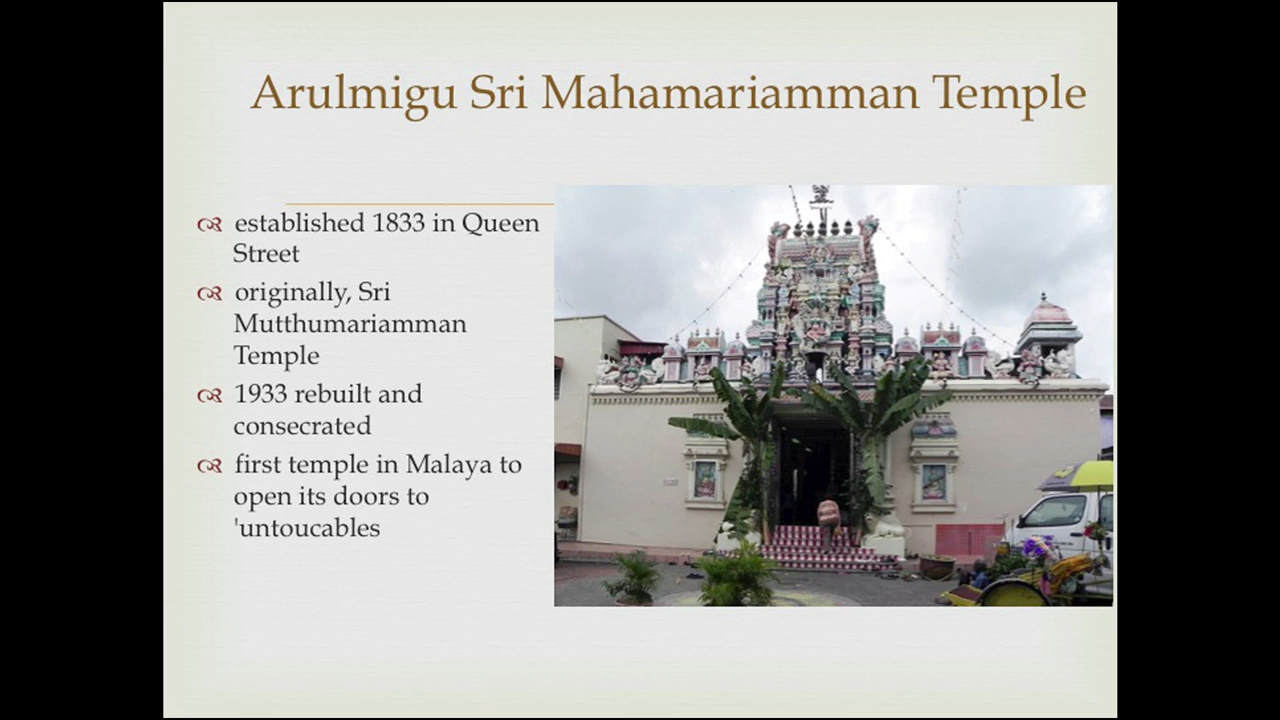 Arulmigu Sri Mahamariamman Temple
established 1833 in Queen
Street
originally, Sri
Mutthumariamman
Temple
1933 rebuilt and
consecrated
first temple in Malaya to
open its doors to
'untoucables